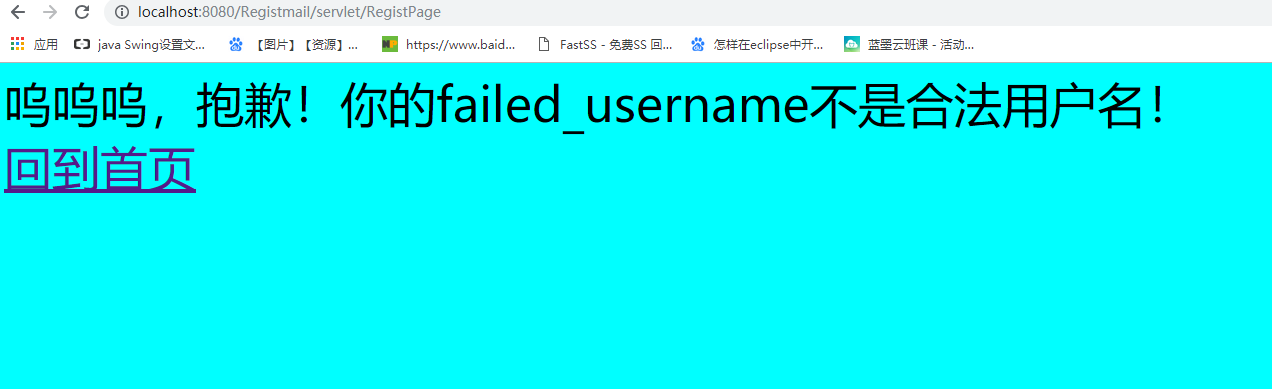 localhost:8080/Registmail/servlet/RegistPage
应用 java Swing设置文... 【图片】【资源】... https://www.baid... FastSS - 免费SS 回... 怎样在eclipse中开... 蓝墨云班课 - 活动...
呜呜呜，抱歉！你的failed_username不是合法用户名！
回到首页